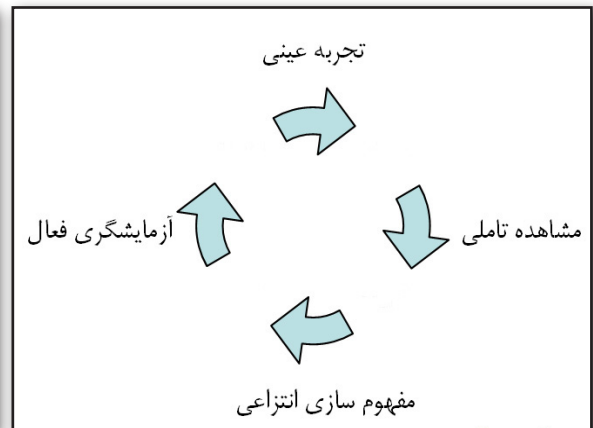 تجربه عینی
مشاهده تاملی
مفهوم سازی انتزاعی
آزمایشگری فعال